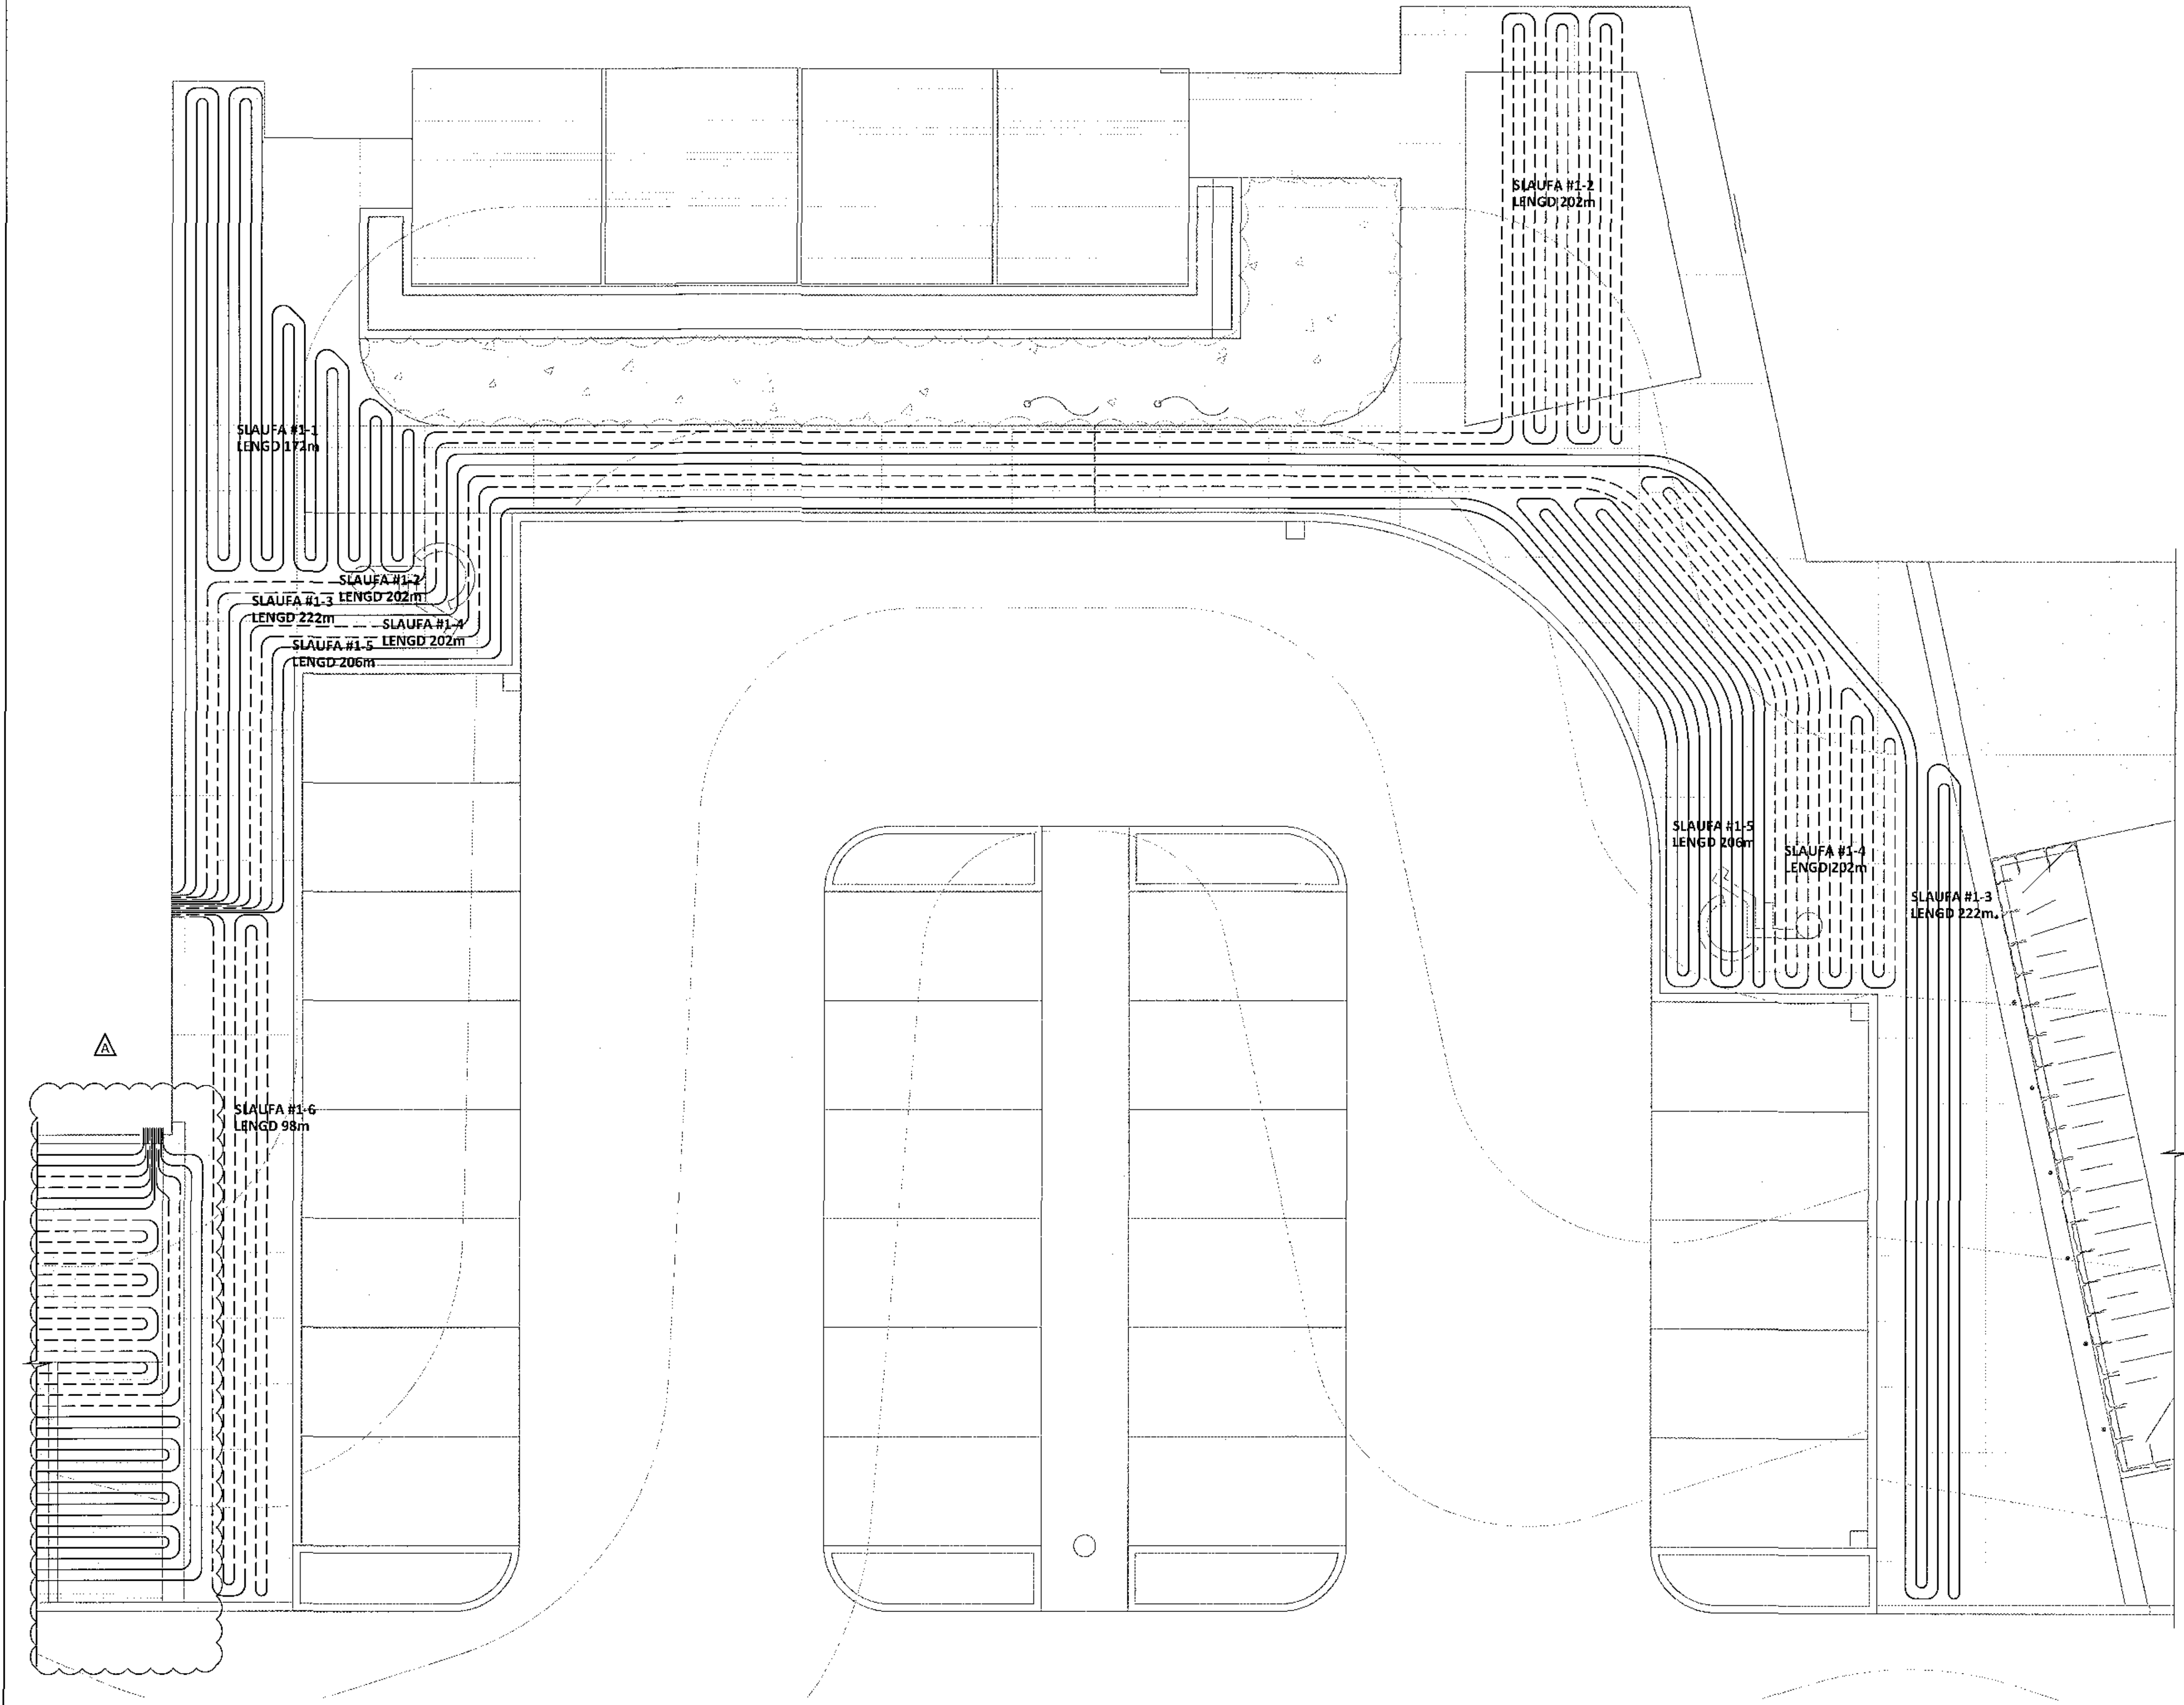 SLAUFA #1-2
LENGD 202m
SLAUFA #1-1
LENGD 172m
SLAUFA #1-2
LENGD 202m
SLAUFA #1-3
LENGD 222m
SLAUFA #1-4
LENGD 202m
SLAUFA #1-5
LENGD 206m
SLAUFA #1-5
LENGD 206m
SLAUFA #1-4
LENGD 202m
SLAUFA #1-3
LENGD 222m
A
SLAUFA #1-6
LENGD 98m